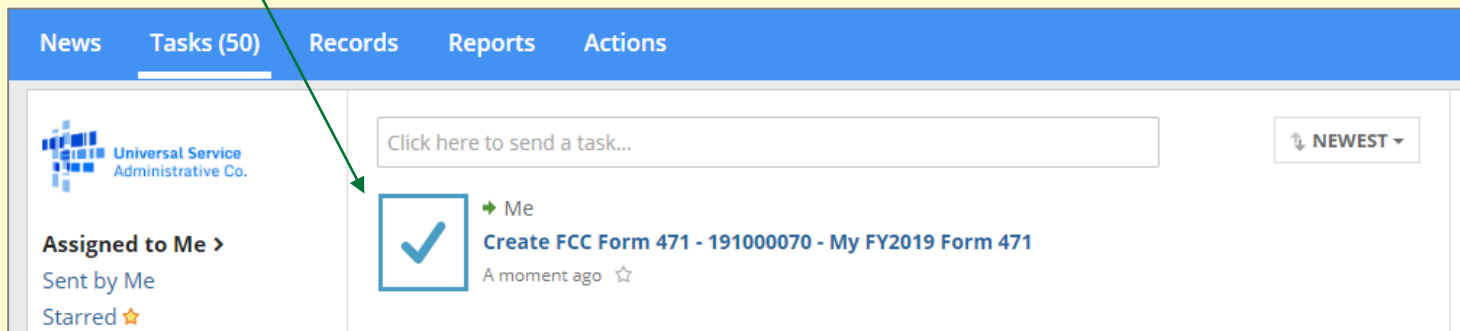 News Tasks (50) Records Reports Actions
Universal Service
Administrative Co.
Click here to send a task...
NEWEST
Me
Create FCC Form 471 - 191000070 - My FY2019 Form 471
A moment ago
Assigned to Me >
Sent by Me
Starred